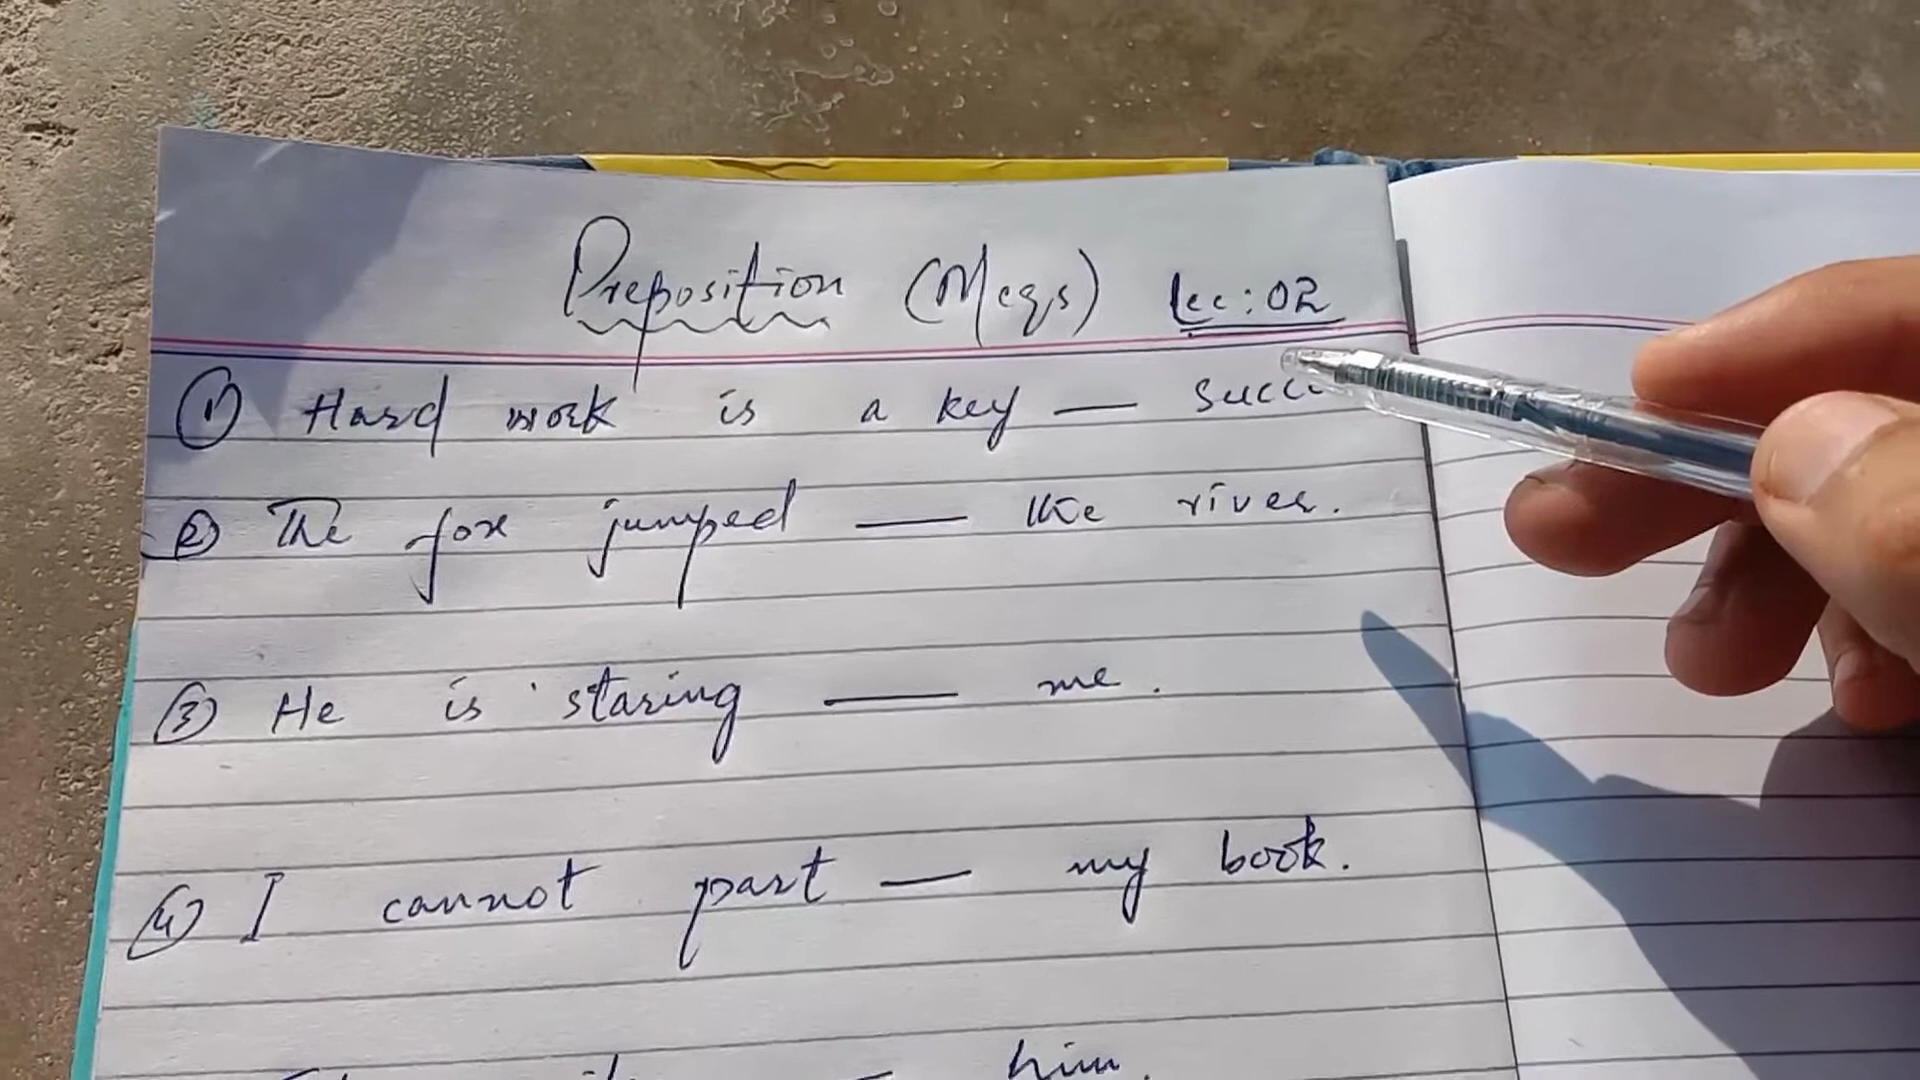 Preposition (Mcqs) Lec:02
① Hard work is a key — succ
② The fox jumped — the river.
③ He is staring — me.
④ I cannot part — my book.
— him.